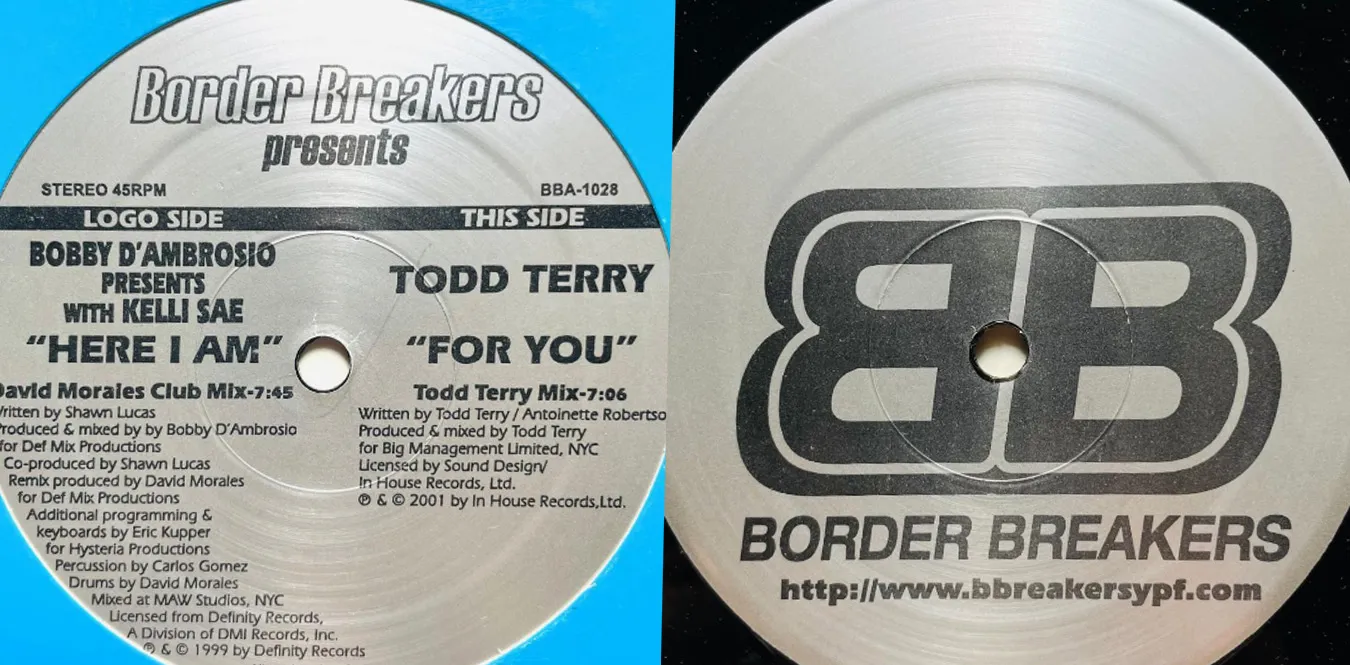 Border Breakers
presents
STEREO 45RPM
BBA-1028
LOGO SIDE
THIS SIDE
BOBBY D'AMBROSIO
PRESENTS
WITH KELLI SAE
"HERE I AM"
David Morales Club Mix-7:45
Written by Shawn Lucas
Produced & mixed by by Bobby D'Ambrosio
for Def Mix Productions
Co-produced by Shawn Lucas
Remix produced by David Morales
for Def Mix Productions
Additional programming &
keyboards by Eric Kupper
for Hysteria Productions
Percussion by Carlos Gomez
Drums by David Morales
Mixed at MAW Studios, NYC
Licensed from Definity Records,
A Division of DMI Records, Inc.
℗ & © 1999 by Definity Records
TODD TERRY
"FOR YOU"
Todd Terry Mix-7:06
Written by Todd Terry / Antoinette Robertso
Produced & mixed by Todd Terry
for Big Management Limited, NYC
Licensed by Sound Design/
In House Records, Ltd.
℗ & © 2001 by In House Records,Ltd.
BB
BORDER BREAKERS
http://www.bbreakersypf.com